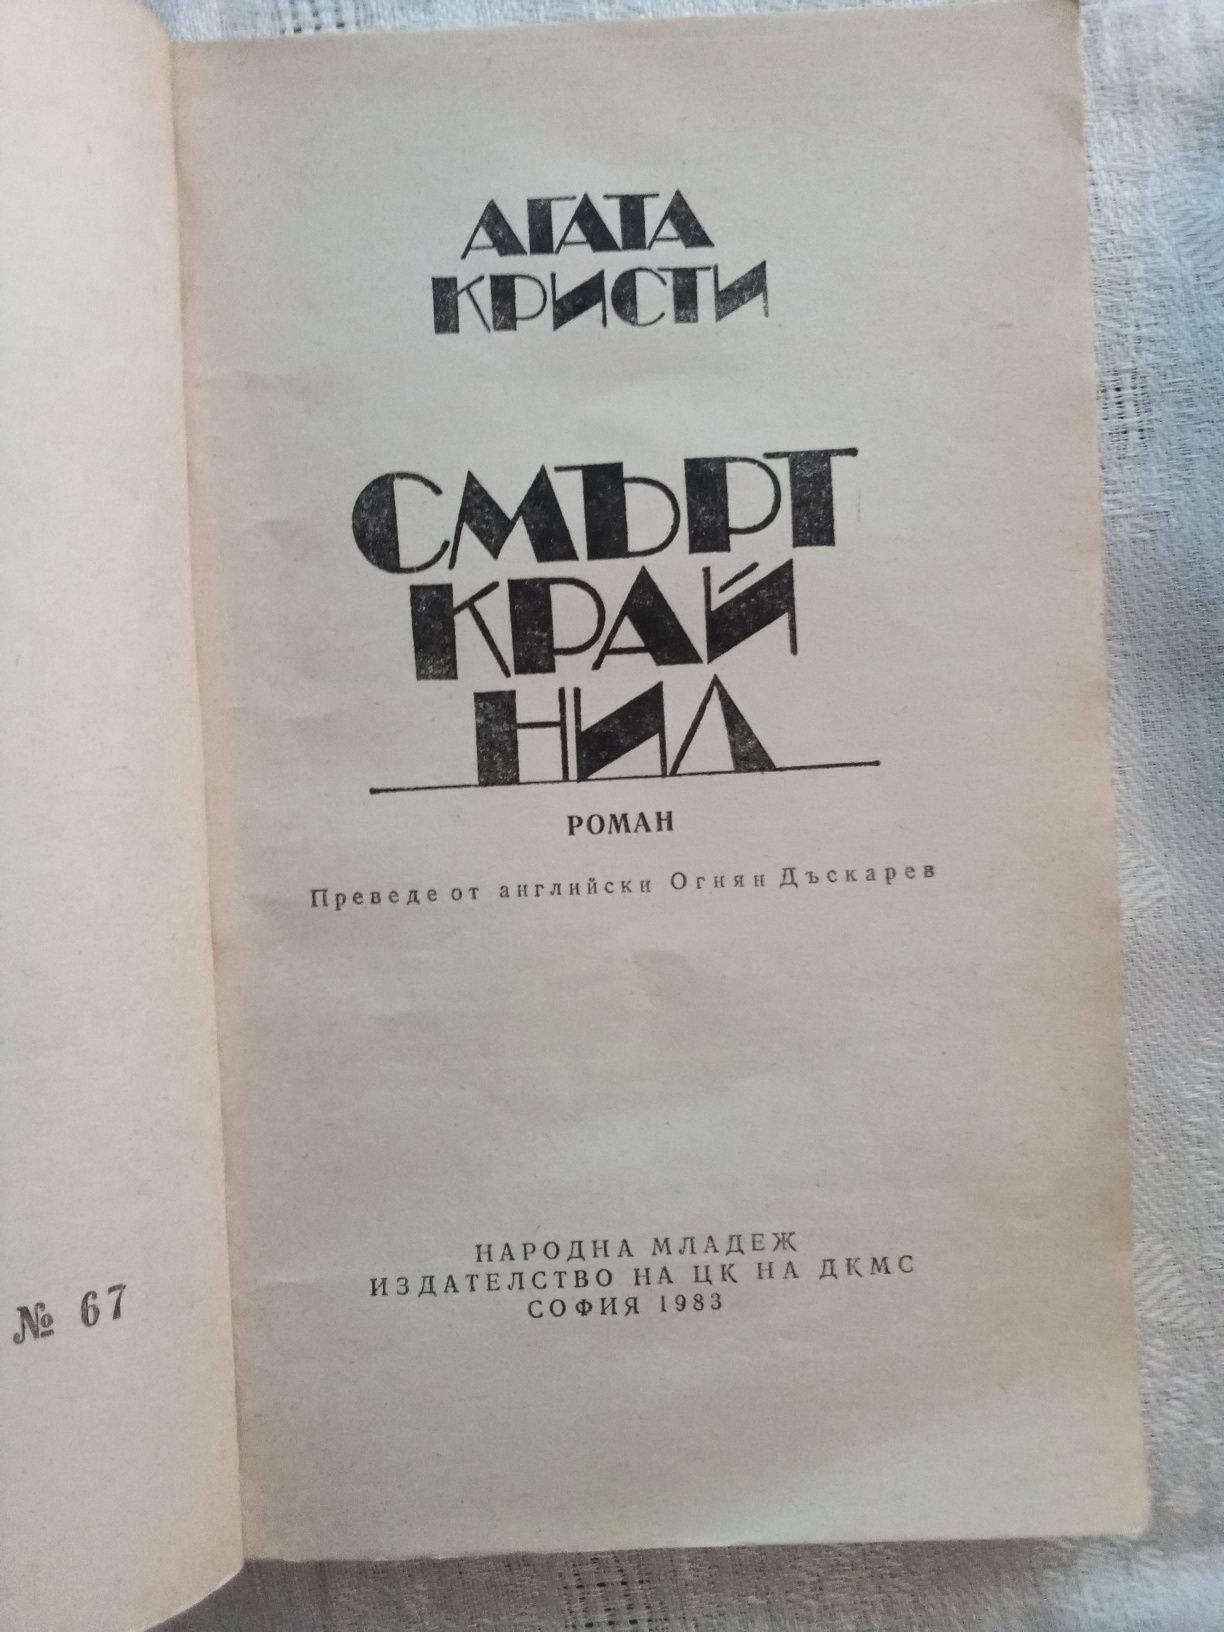 АГАТА
КРИСТИ
СМЪРТ
КРАЙ
НИЛ
РОМАН
Преведе от английски Огнян Дъскарев
НАРОДНА МЛАДЕЖ
ИЗДАТЕЛСТВО НА ЦК НА ДКМС
СОФИЯ 1983
№ 67